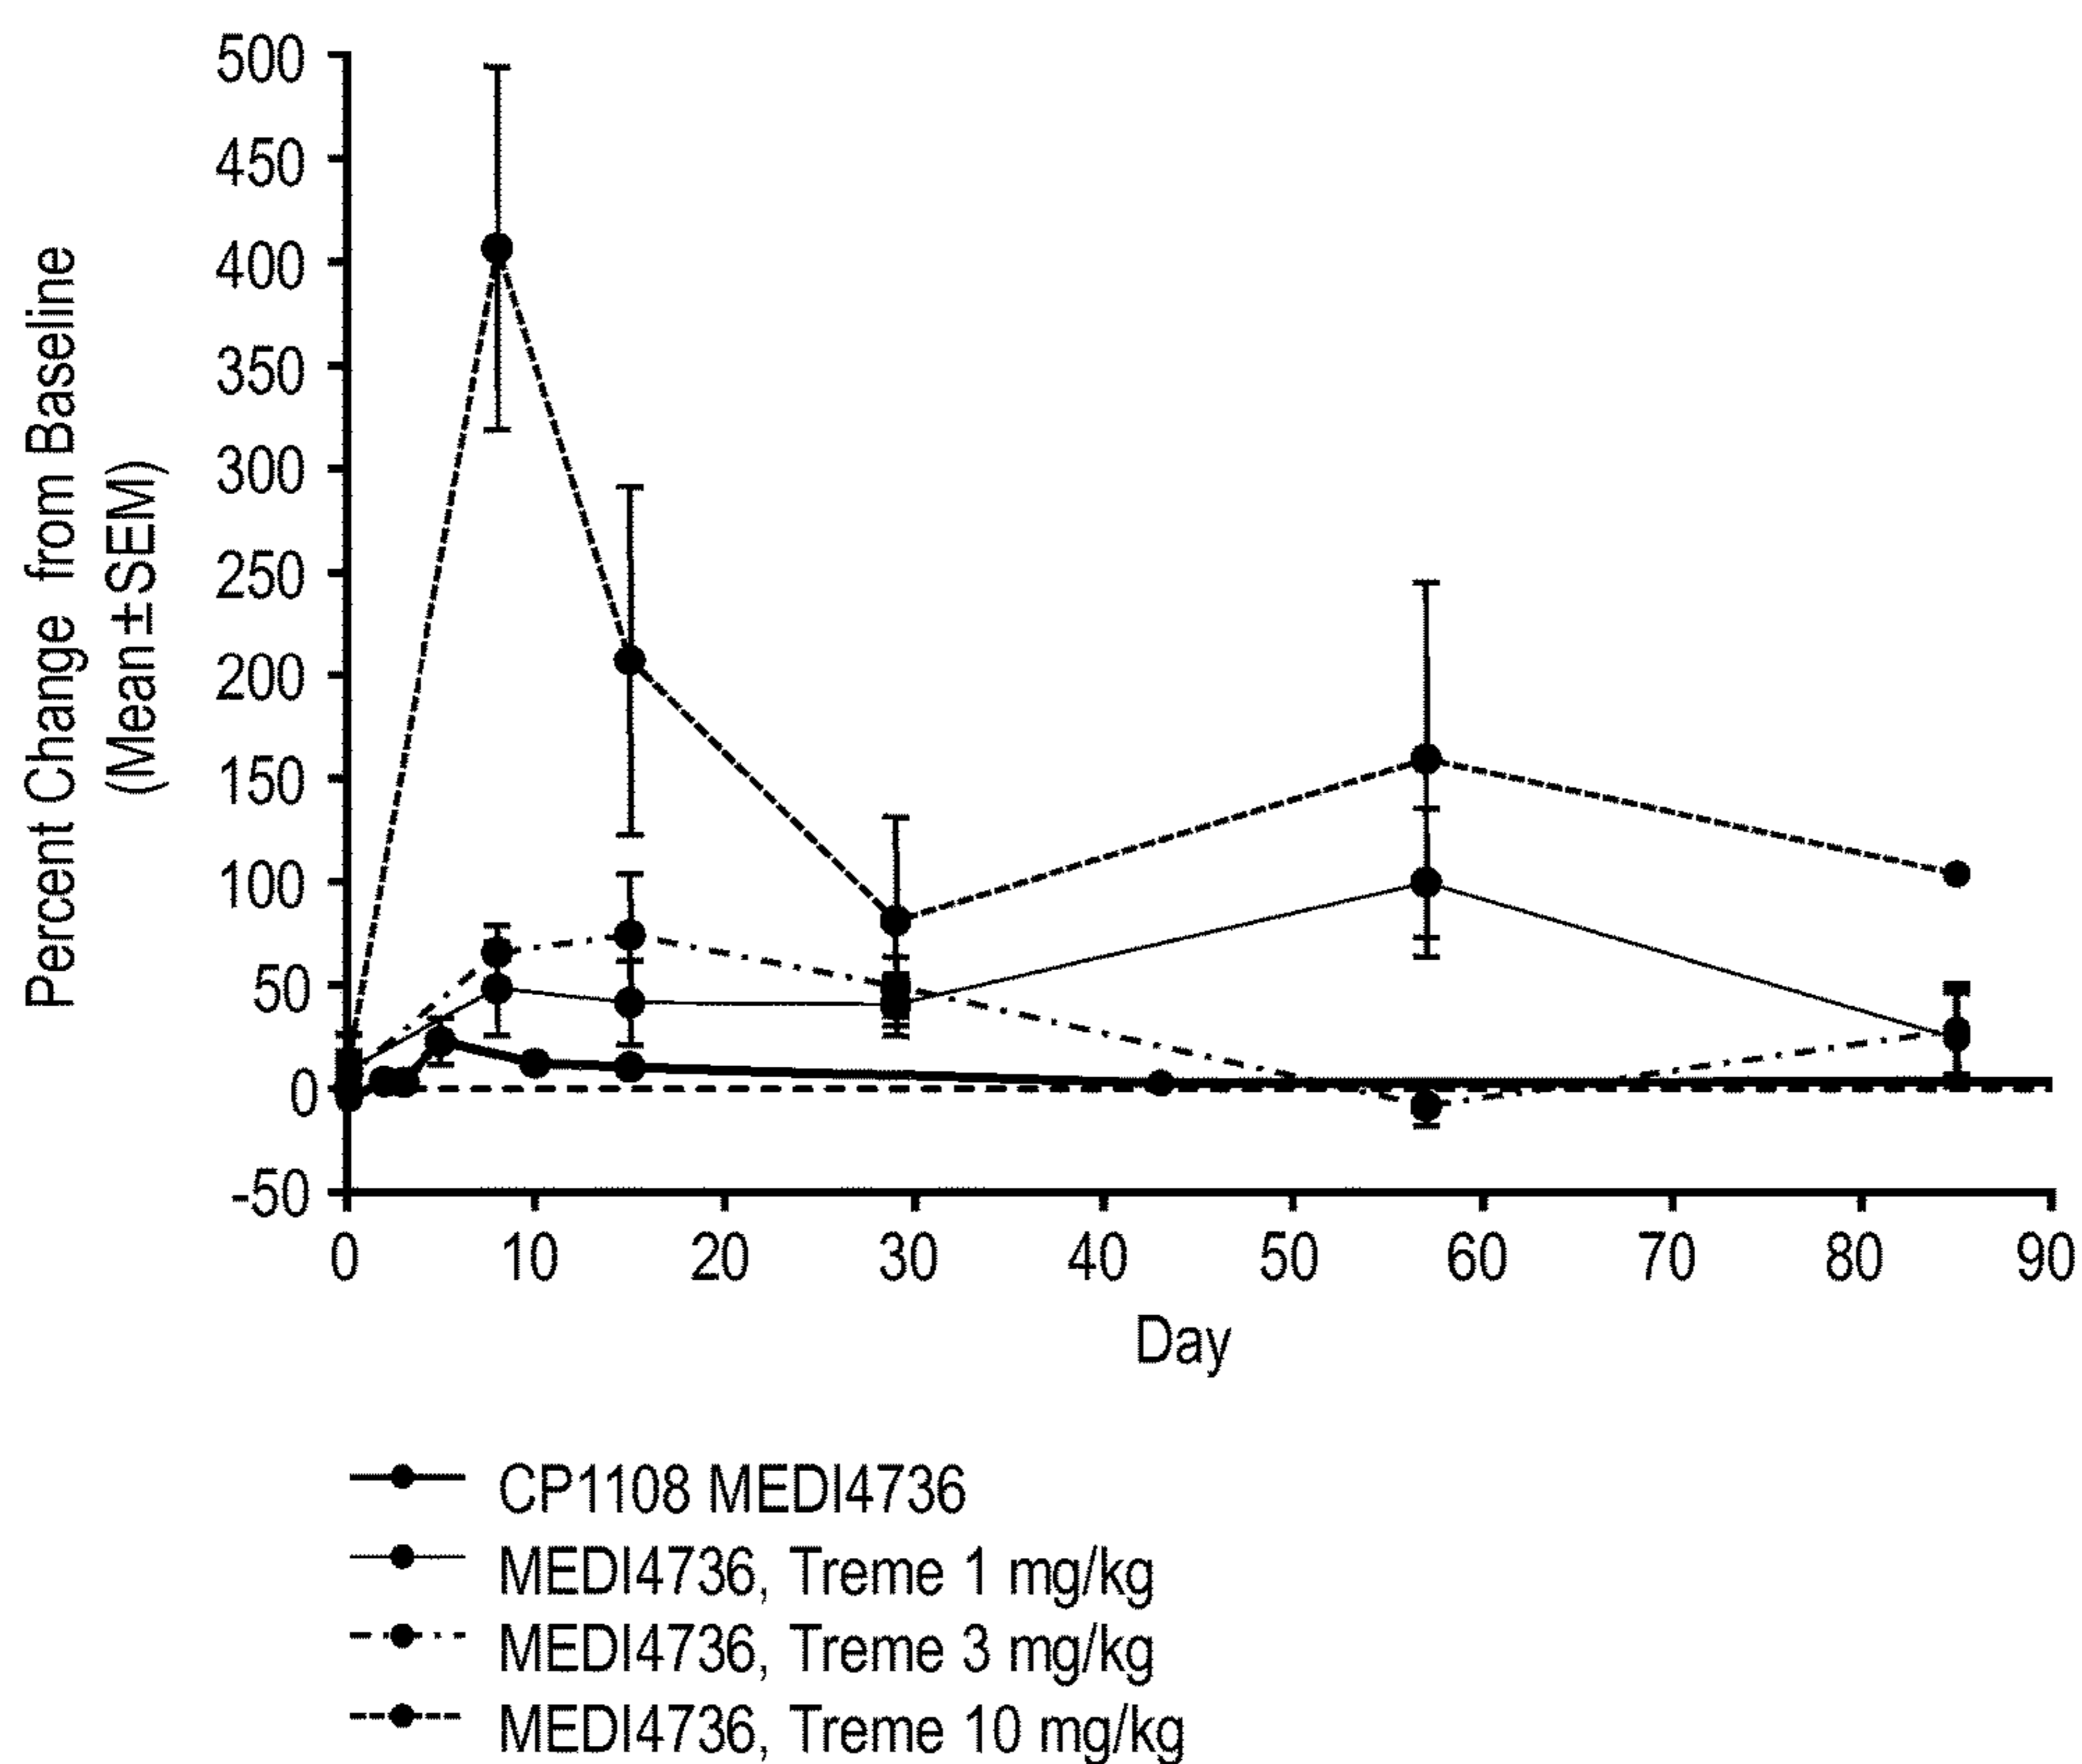 500
450
400
350
300
250
200
150
100
50
0
-50
Percent Change from Baseline
(Mean ± SEM)
0 10 20 30 40 50 60 70 80 90
Day
CP1108 MEDI4736
MEDI4736, Treme 1 mg/kg
MEDI4736, Treme 3 mg/kg
MEDI4736, Treme 10 mg/kg